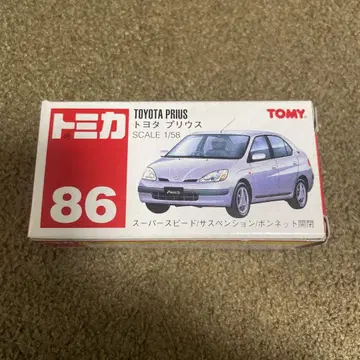 トミカ
86
TOYOTA PRIUS
トヨタ プリウス
SCALE 1/58
TOMY
PRIUS
スーパースピード/サスペンション/ボンネット開閉